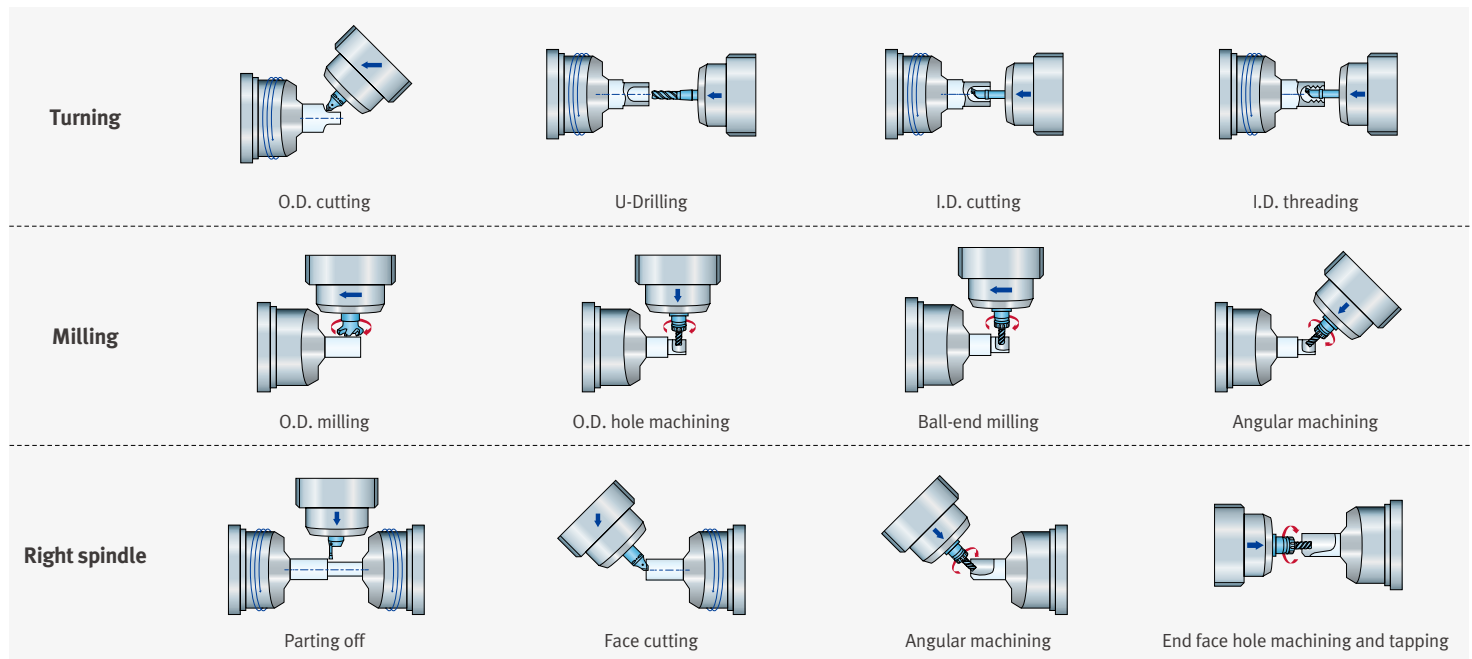 Turning
O.D. cutting
U-Drilling
I.D. cutting
I.D. threading
Milling
O.D. milling
O.D. hole machining
Ball-end milling
Angular machining
Right spindle
Parting off
Face cutting
Angular machining
End face hole machining and tapping